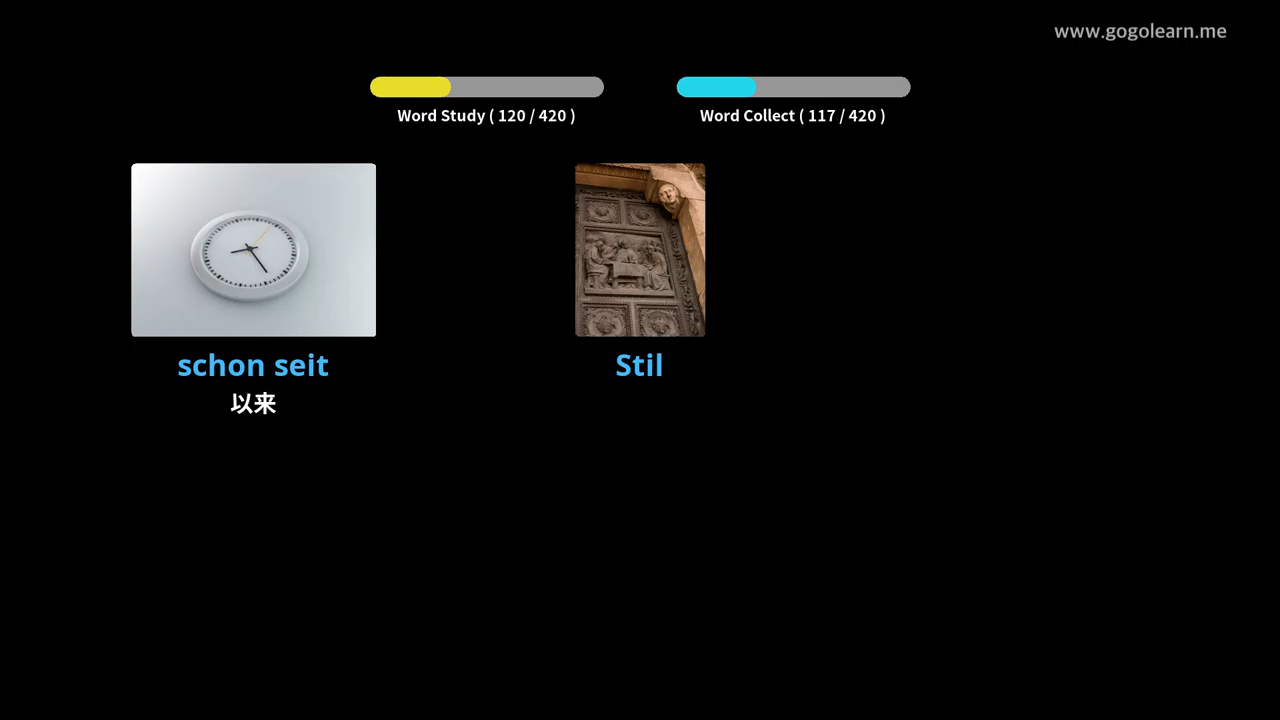 www.gogolearn.me
Word Study ( 120 / 420 )
Word Collect ( 117 / 420 )
schon seit
以来
Stil